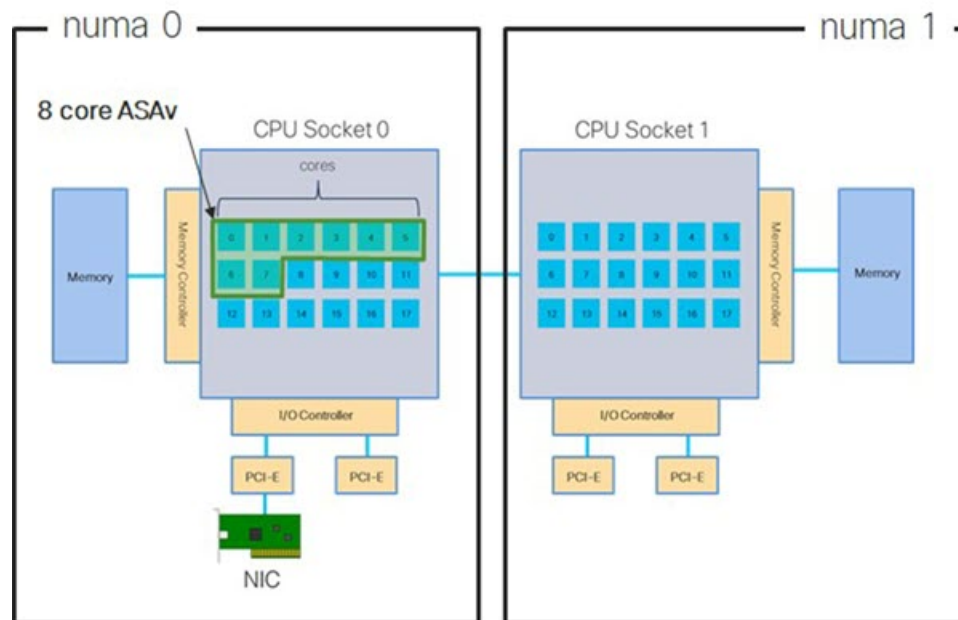 numa 0
numa 1
8 core ASAv
CPU Socket 0
CPU Socket 1
cores
0 1 2 3 4 5
6 7 8 9 10 11
12 13 14 15 16 17
0 1 2 3 4 5
6 7 8 9 10 11
12 13 14 15 16 17
Memory
Memory Controller
Memory Controller
Memory
I/O Controller
I/O Controller
PCI-E
PCI-E
PCI-E
PCI-E
NIC